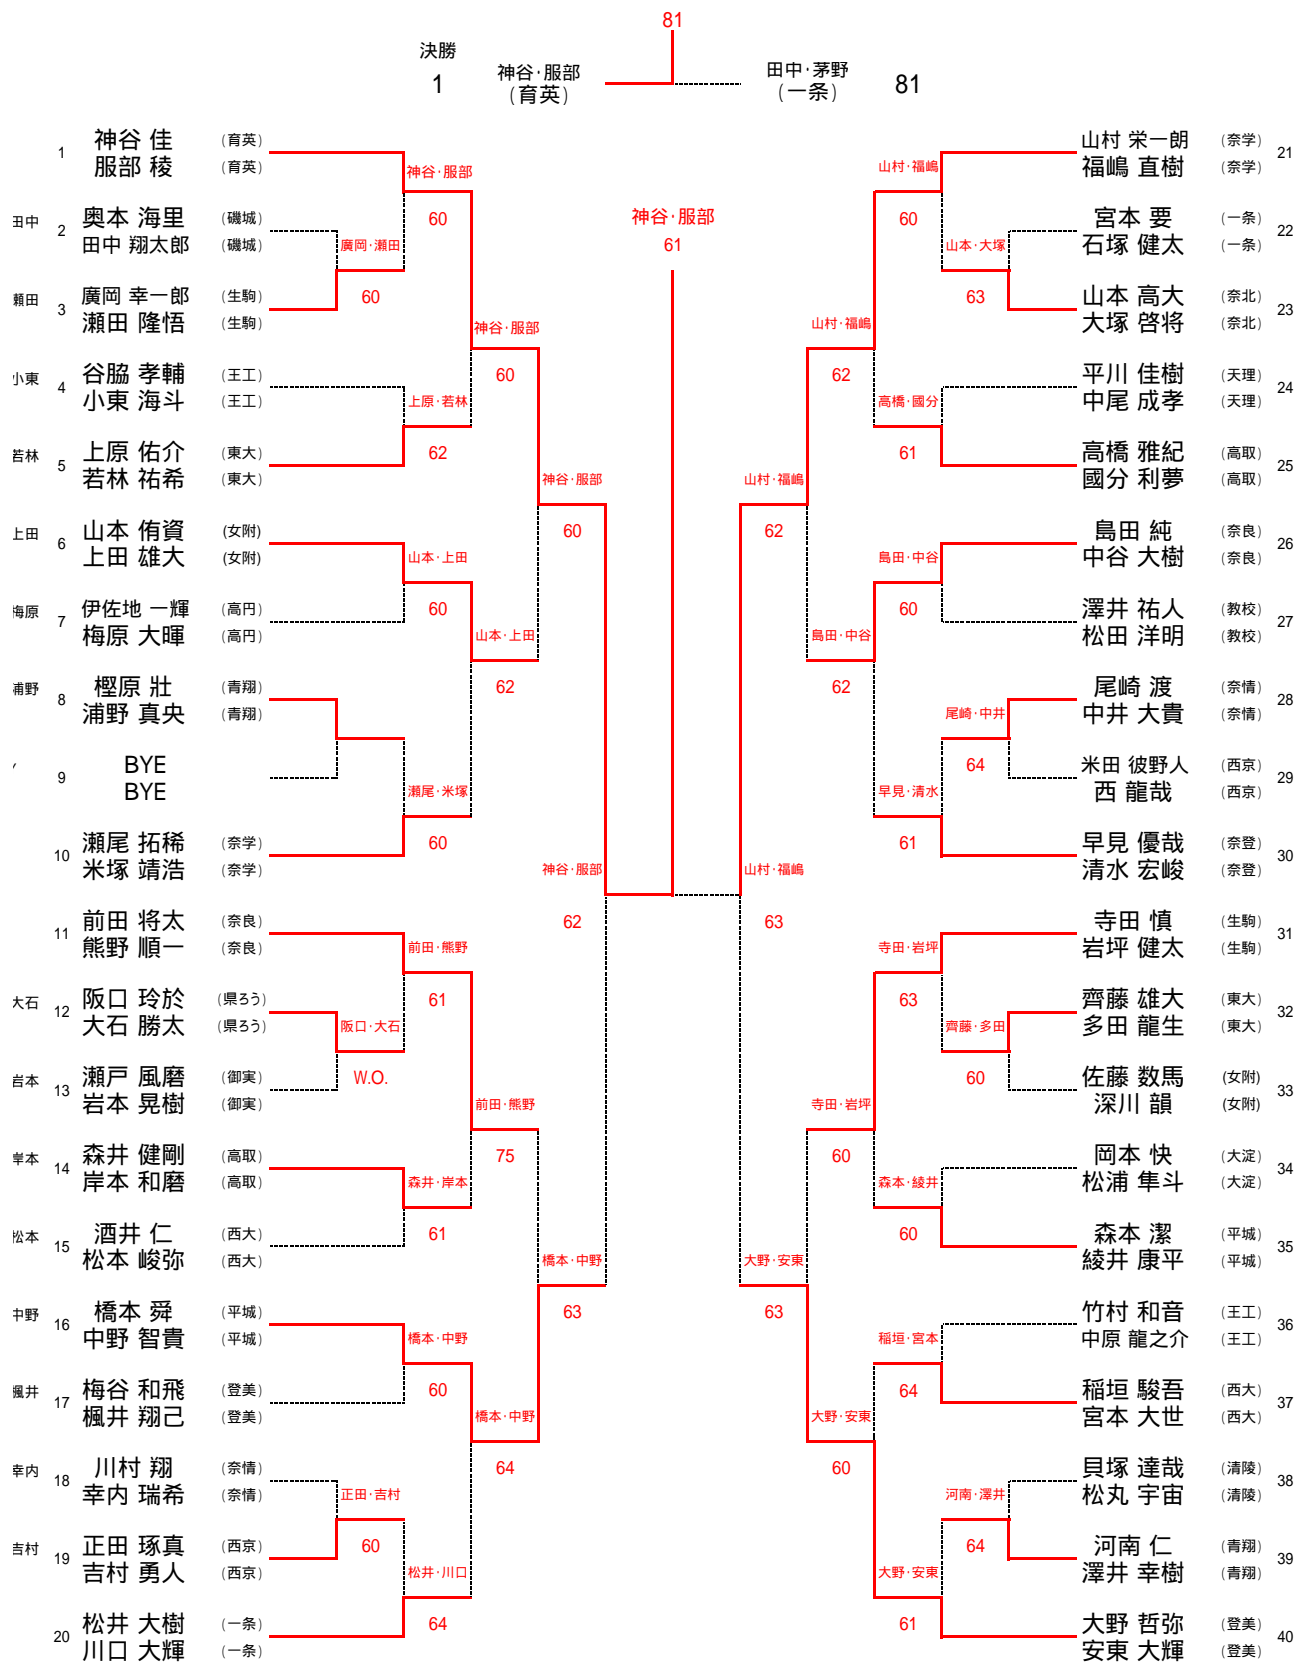 81
決勝
1
神谷・服部
(育英)
田中・茅野
(一条)
81
神谷・服部
61
1
神谷 佳 (育英)
服部 稜 (育英)
田中
2
奥本 海里 (磯城)
田中 翔太郎 (磯城)
瀬田
3
廣岡 幸一郎 (生駒)
瀬田 隆悟 (生駒)
小東
4
谷脇 孝輔 (王工)
小東 海斗 (王工)
若林
5
上原 佑介 (東大)
若林 祐希 (東大)
上田
6
山本 侑資 (女附)
上田 雄大 (女附)
梅原
7
伊佐地 一輝 (高円)
梅原 大暉 (高円)
浦野
8
樫原 壯 (青翔)
浦野 真央 (青翔)
9
BYE
BYE
10
瀬尾 拓稀 (奈学)
米塚 靖浩 (奈学)
11
前田 将太 (奈良)
熊野 順一 (奈良)
大石
12
阪口 玲於 (県ろう)
大石 勝太 (県ろう)
岩本
13
瀬戸 風磨 (御実)
岩本 晃樹 (御実)
岸本
14
森井 健剛 (高取)
岸本 和磨 (高取)
松本
15
酒井 仁 (西大)
松本 峻弥 (西大)
中野
16
橋本 舜 (平城)
中野 智貴 (平城)
楓井
17
梅谷 和飛 (登美)
楓井 翔己 (登美)
幸内
18
川村 翔 (奈情)
幸内 瑞希 (奈情)
吉村
19
正田 琢真 (西京)
吉村 勇人 (西京)
20
松井 大樹 (一条)
川口 大輝 (一条)
廣岡・瀬田
60
阪口・大石
W.O.
正田・吉村
60
神谷・服部
60
上原・若林
62
山本・上田
60
瀬尾・米塚
60
前田・熊野
61
森井・岸本
61
橋本・中野
60
松井・川口
64
神谷・服部
60
山本・上田
62
前田・熊野
75
橋本・中野
64
神谷・服部
60
橋本・中野
63
神谷・服部
62
山村・福嶋
63
山村・福嶋
62
大野・安東
63
山村・福嶋
62
島田・中谷
62
寺田・岩坪
60
大野・安東
60
山村・福嶋
60
高橋・國分
61
島田・中谷
60
早見・清水
61
寺田・岩坪
63
森本・綾井
60
稲垣・宮本
64
大野・安東
61
山本・大塚
63
尾崎・中井
64
齊藤・多田
60
河南・澤井
64
山村 栄一朗 (奈学)
福嶋 直樹 (奈学)
21
宮本 要 (一条)
石塚 健太 (一条)
22
山本 高大 (奈北)
大塚 啓将 (奈北)
23
平川 佳樹 (天理)
中尾 成孝 (天理)
24
高橋 雅紀 (高取)
國分 利夢 (高取)
25
島田 純 (奈良)
中谷 大樹 (奈良)
26
澤井 祐人 (教校)
松田 洋明 (教校)
27
尾崎 渡 (奈情)
中井 大貴 (奈情)
28
米田 彼野人 (西京)
西 龍哉 (西京)
29
早見 優哉 (奈登)
清水 宏峻 (奈登)
30
寺田 慎 (生駒)
岩坪 健太 (生駒)
31
齊藤 雄大 (東大)
多田 龍生 (東大)
32
佐藤 数馬 (女附)
深川 韻 (女附)
33
岡本 快 (大淀)
松浦 隼斗 (大淀)
34
森本 潔 (平城)
綾井 康平 (平城)
35
竹村 和音 (王工)
中原 龍之介 (王工)
36
稲垣 駿吾 (西大)
宮本 大世 (西大)
37
貝塚 達哉 (清陵)
松丸 宇宙 (清陵)
38
河南 仁 (青翔)
澤井 幸樹 (青翔)
39
大野 哲弥 (登美)
安東 大輝 (登美)
40